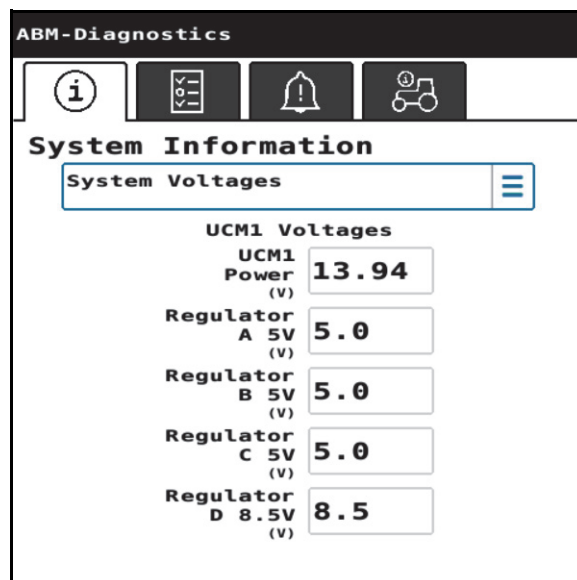 ABM-Diagnostics
System Information
System Voltages
UCM1 Voltages
UCM1
Power
(V)
13.94
Regulator
A 5V
(V)
5.0
Regulator
B 5V
(V)
5.0
Regulator
C 5V
(V)
5.0
Regulator
D 8.5V
(V)
8.5